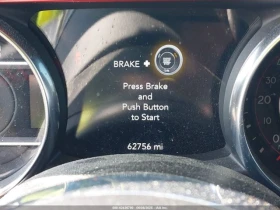 BRAKE +
Press Brake
and
Push Button
to Start
62756 mi